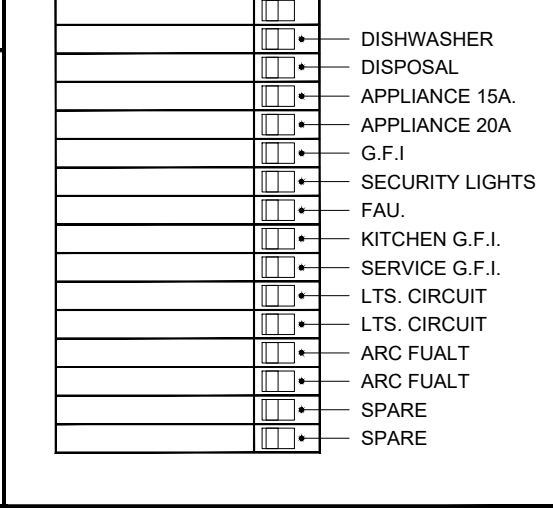 DISHWASHER
DISPOSAL
APPLIANCE 15A.
APPLIANCE 20A
G.F.I
SECURITY LIGHTS
FAU.
KITCHEN G.F.I.
SERVICE G.F.I.
LTS. CIRCUIT
LTS. CIRCUIT
ARC FUALT
ARC FUALT
SPARE
SPARE